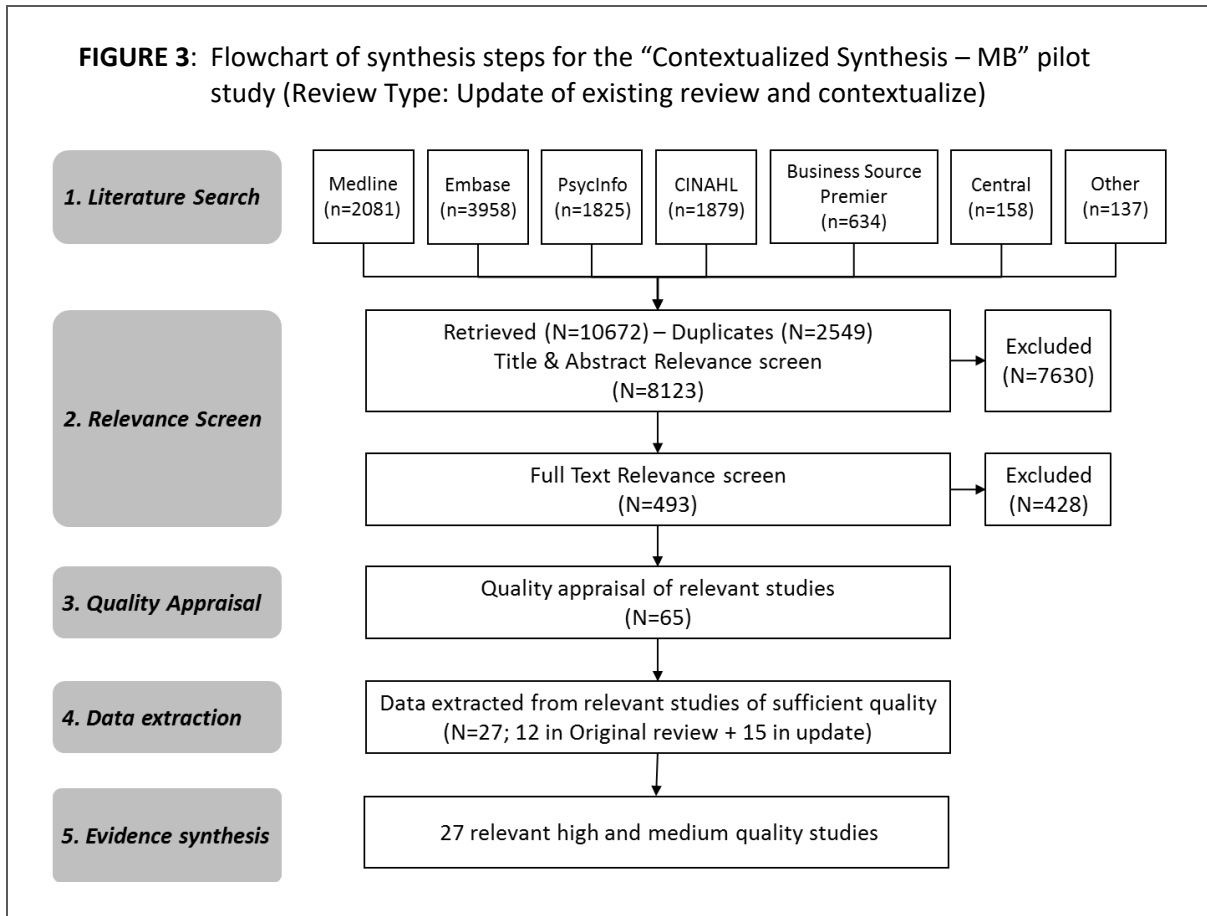 FIGURE 3: Flowchart of synthesis steps for the “Contextualized Synthesis – MB” pilot
study (Review Type: Update of existing review and contextualize)
1. Literature Search
Medline
(n=2081)
Embase
(n=3958)
PsycInfo
(n=1825)
CINAHL
(n=1879)
Business Source
Premier
(n=634)
Central
(n=158)
Other
(n=137)
2. Relevance Screen
Retrieved (N=10672) – Duplicates (N=2549)
Title & Abstract Relevance screen
(N=8123)
Excluded
(N=7630)
Full Text Relevance screen
(N=493)
Excluded
(N=428)
3. Quality Appraisal
Quality appraisal of relevant studies
(N=65)
4. Data extraction
Data extracted from relevant studies of sufficient quality
(N=27; 12 in Original review + 15 in update)
5. Evidence synthesis
27 relevant high and medium quality studies